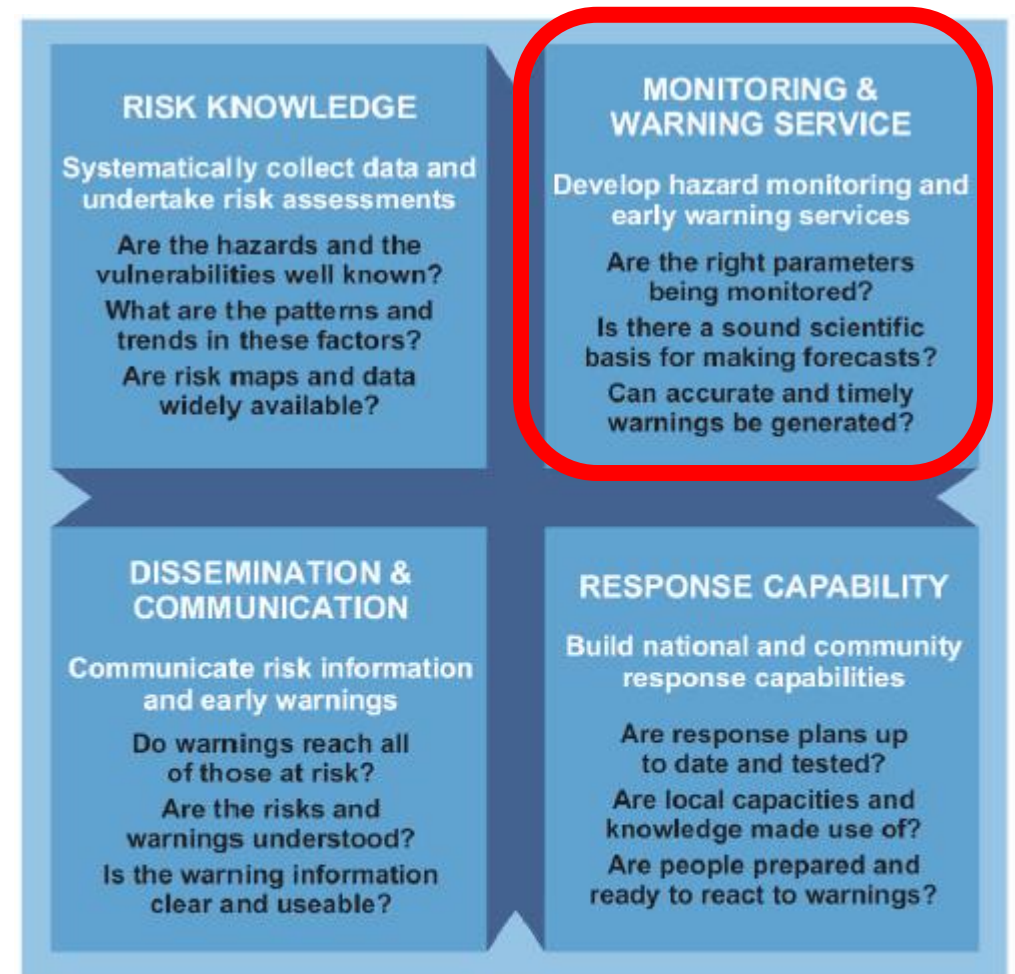 RISK KNOWLEDGE
Systematically collect data and
undertake risk assessments
Are the hazards and the
vulnerabilities well known?
What are the patterns and
trends in these factors?
Are risk maps and data
widely available?
MONITORING &
WARNING SERVICE
Develop hazard monitoring and
early warning services
Are the right parameters
being monitored?
Is there a sound scientific
basis for making forecasts?
Can accurate and timely
warnings be generated?
DISSEMINATION &
COMMUNICATION
Communicate risk information
and early warnings
Do warnings reach all
of those at risk?
Are the risks and
warnings understood?
Is the warning information
clear and useable?
RESPONSE CAPABILITY
Build national and community
response capabilities
Are response plans up
to date and tested?
Are local capacities and
knowledge made use of?
Are people prepared and
ready to react to warnings?